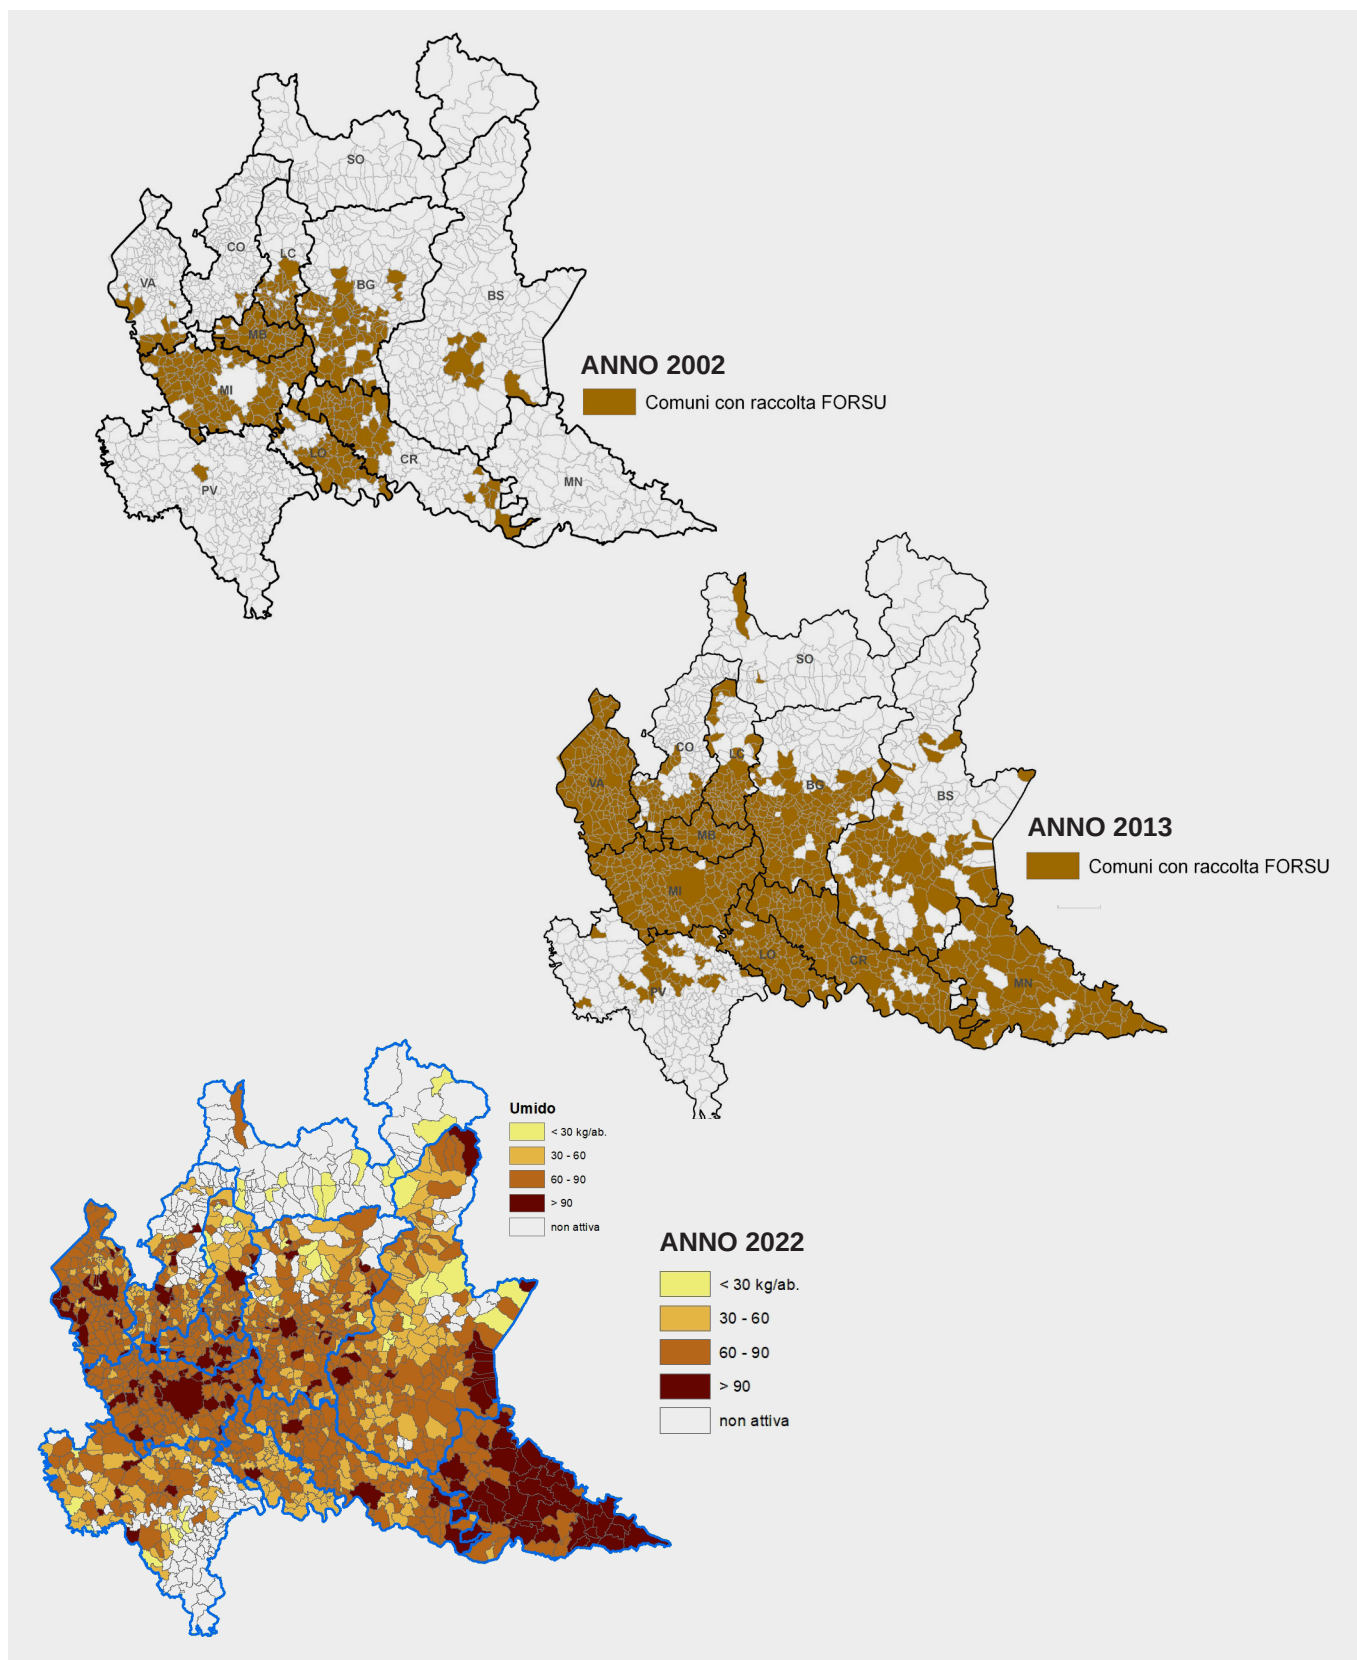 SO
CO
LC
VA
BG
BS
MB
MI
LO
CR
PV
MN
ANNO 2002
Comuni con raccolta FORSU
SO
CO
LC
VA
BG
BS
MB
MI
LO
CR
PV
MN
ANNO 2013
Comuni con raccolta FORSU
Umido
< 30 kg/ab.
30 - 60
60 - 90
> 90
non attiva
ANNO 2022
< 30 kg/ab.
30 - 60
60 - 90
> 90
non attiva